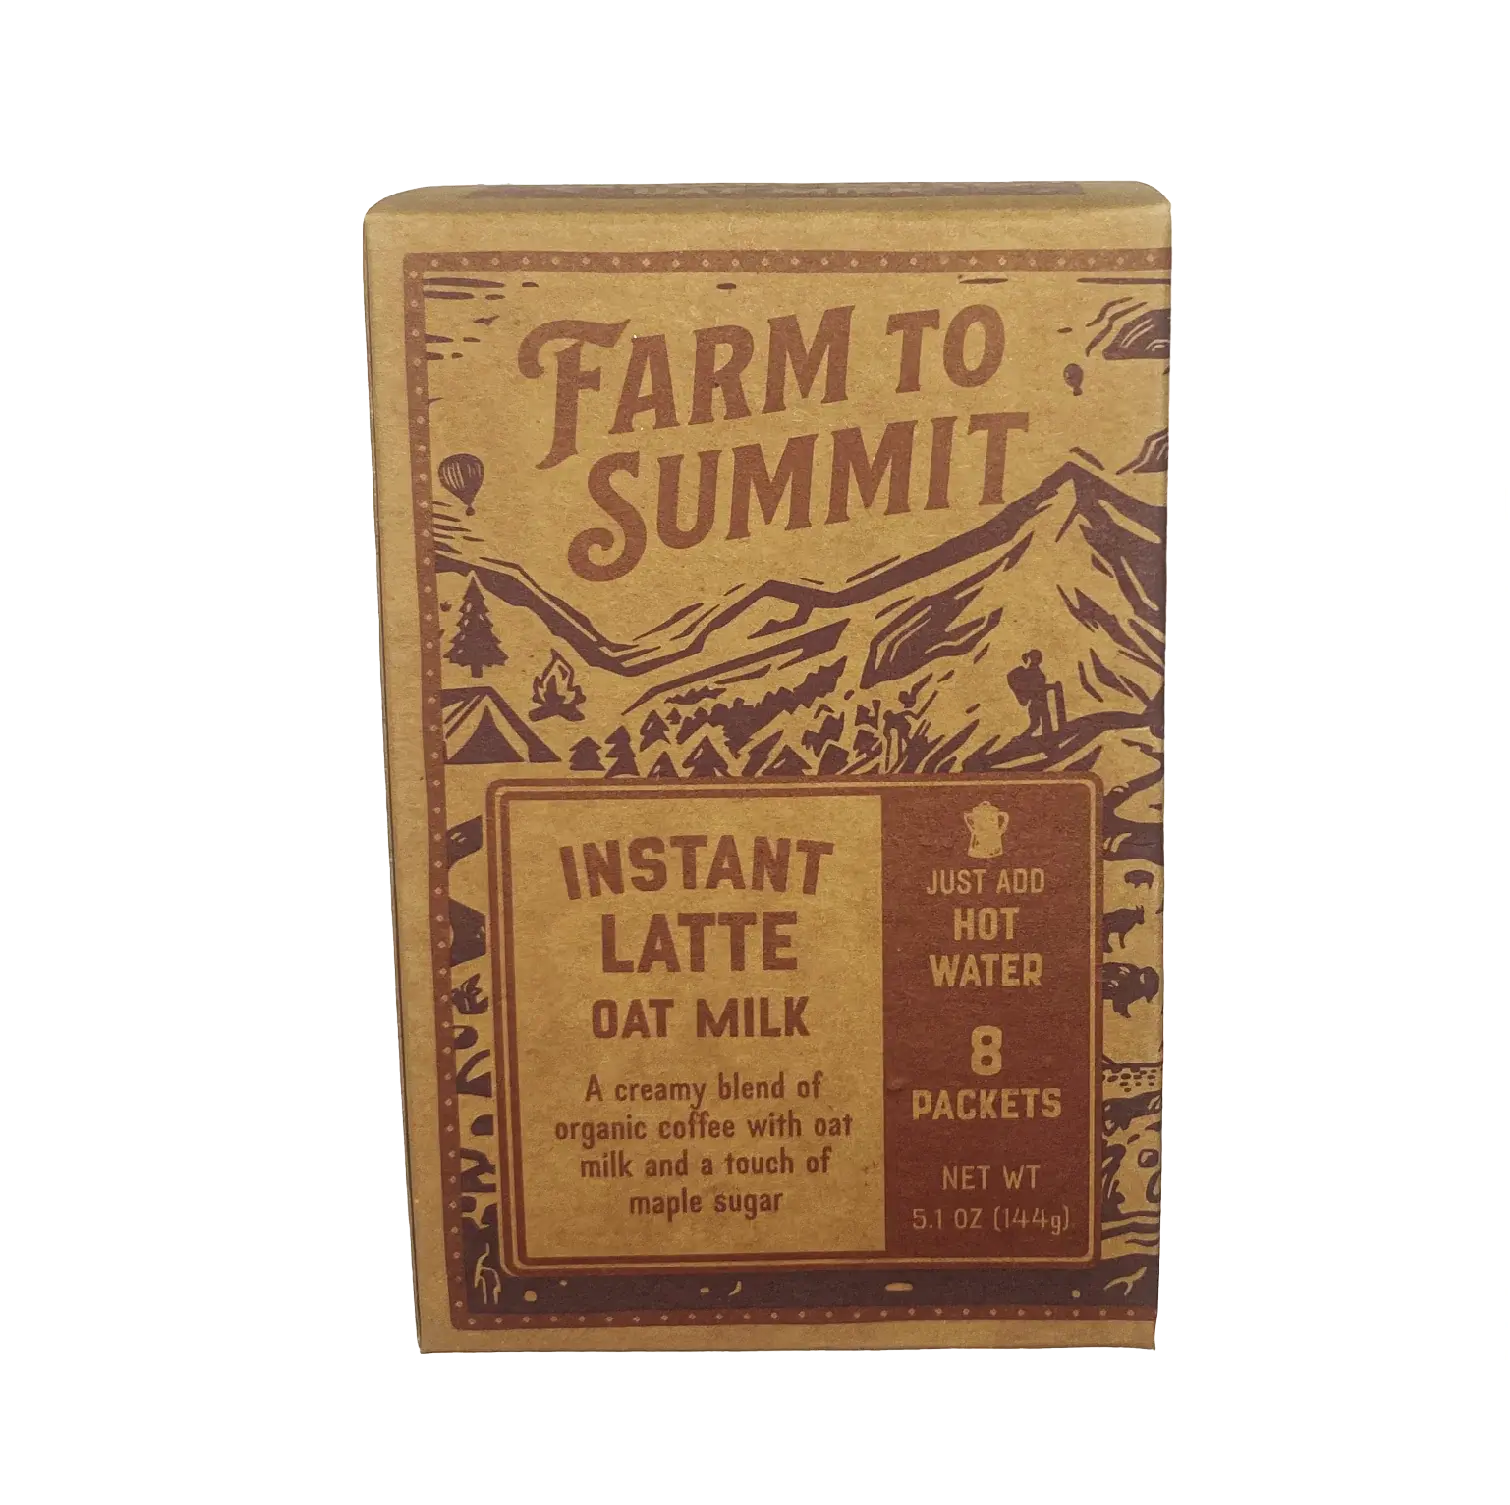 FARM TO
SUMMIT
INSTANT
LATTE
OAT MILK
A creamy blend of
organic coffee with oat
milk and a touch of
maple sugar
JUST ADD
HOT
WATER
8
PACKETS
NET WT
5.1 OZ (144g)